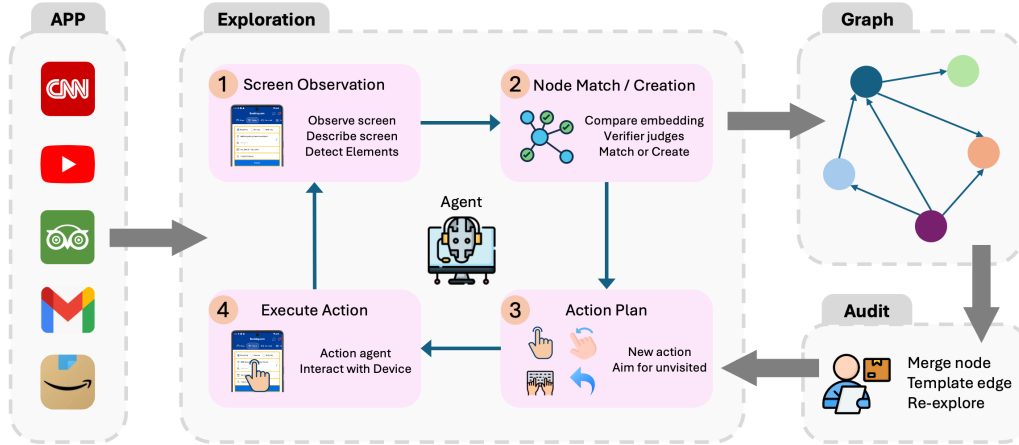 APP
CNN
Exploration
1 Screen Observation
Observe screen
Describe screen
Detect Elements
2 Node Match / Creation
Compare embedding
Verifier judges
Match or Create
Agent
4 Execute Action
Action agent
Interact with Device
3 Action Plan
New action
Aim for unvisited
Graph
Audit
Merge node
Template edge
Re-explore